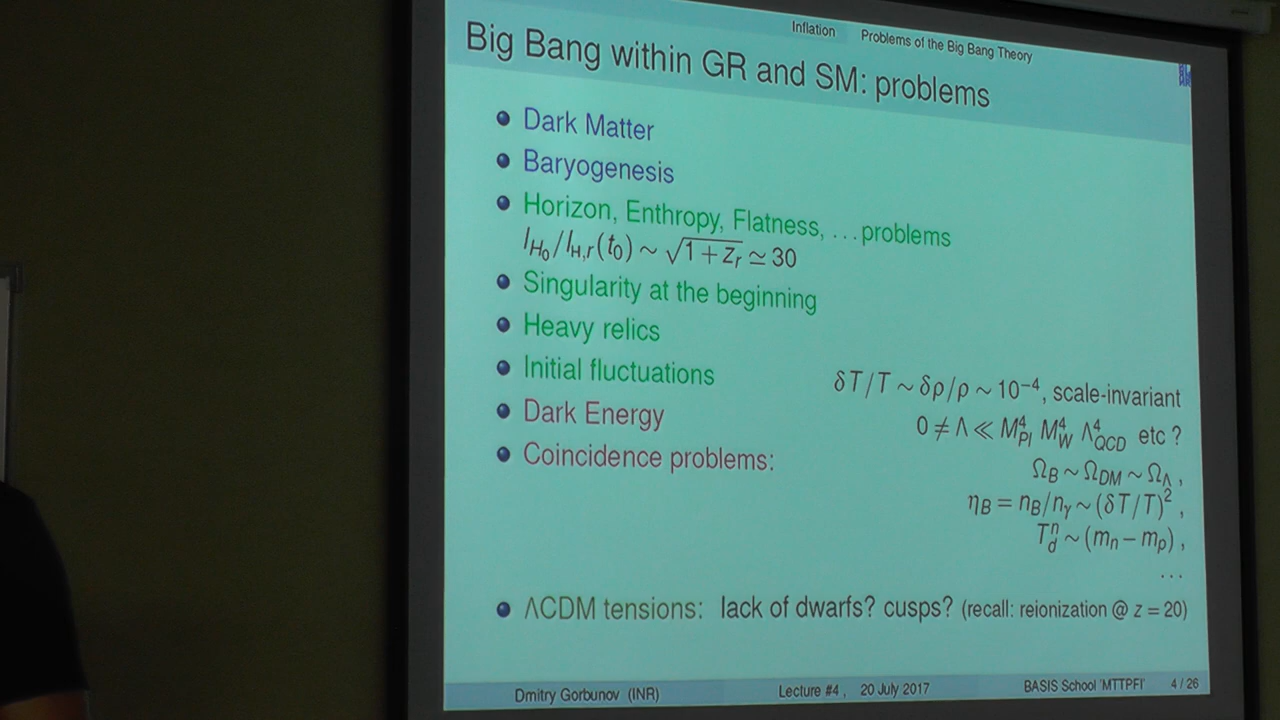 Inflation Problems of the Big Bang Theory
Big Bang within GR and SM: problems
Dark Matter
Baryogenesis
Horizon, Enthropy, Flatness, ... problems
l_{H_0}/l_{H,r}(t_0) ∼ √(1+z_r) ≃ 30
Singularity at the beginning
Heavy relics
Initial fluctuations δT/T ∼ δρ/ρ ∼ 10^{-4}, scale-invariant
Dark Energy 0 ≠ Λ ≪ M_{Pl}^4 M_W^4 Λ_{QCD}^4 etc ?
Coincidence problems: Ω_B ∼ Ω_{DM} ∼ Ω_Λ ,
η_B = n_B/n_γ ∼ (δT/T)^2 ,
T_d^n ∼ (m_n − m_p) ,
...
ΛCDM tensions: lack of dwarfs? cusps? (recall: reionization @ z = 20)
Dmitry Gorbunov (INR) Lecture #4 , 20 July 2017 BASIS School 'MTTPFI' 4 / 26